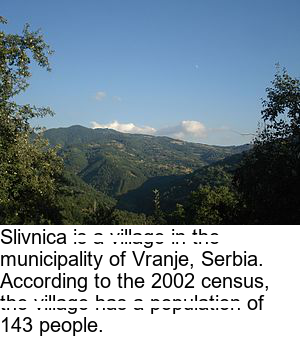 Slivnica is a village in the
municipality of Vranje, Serbia.
According to the 2002 census,
the village has a population of
143 people.